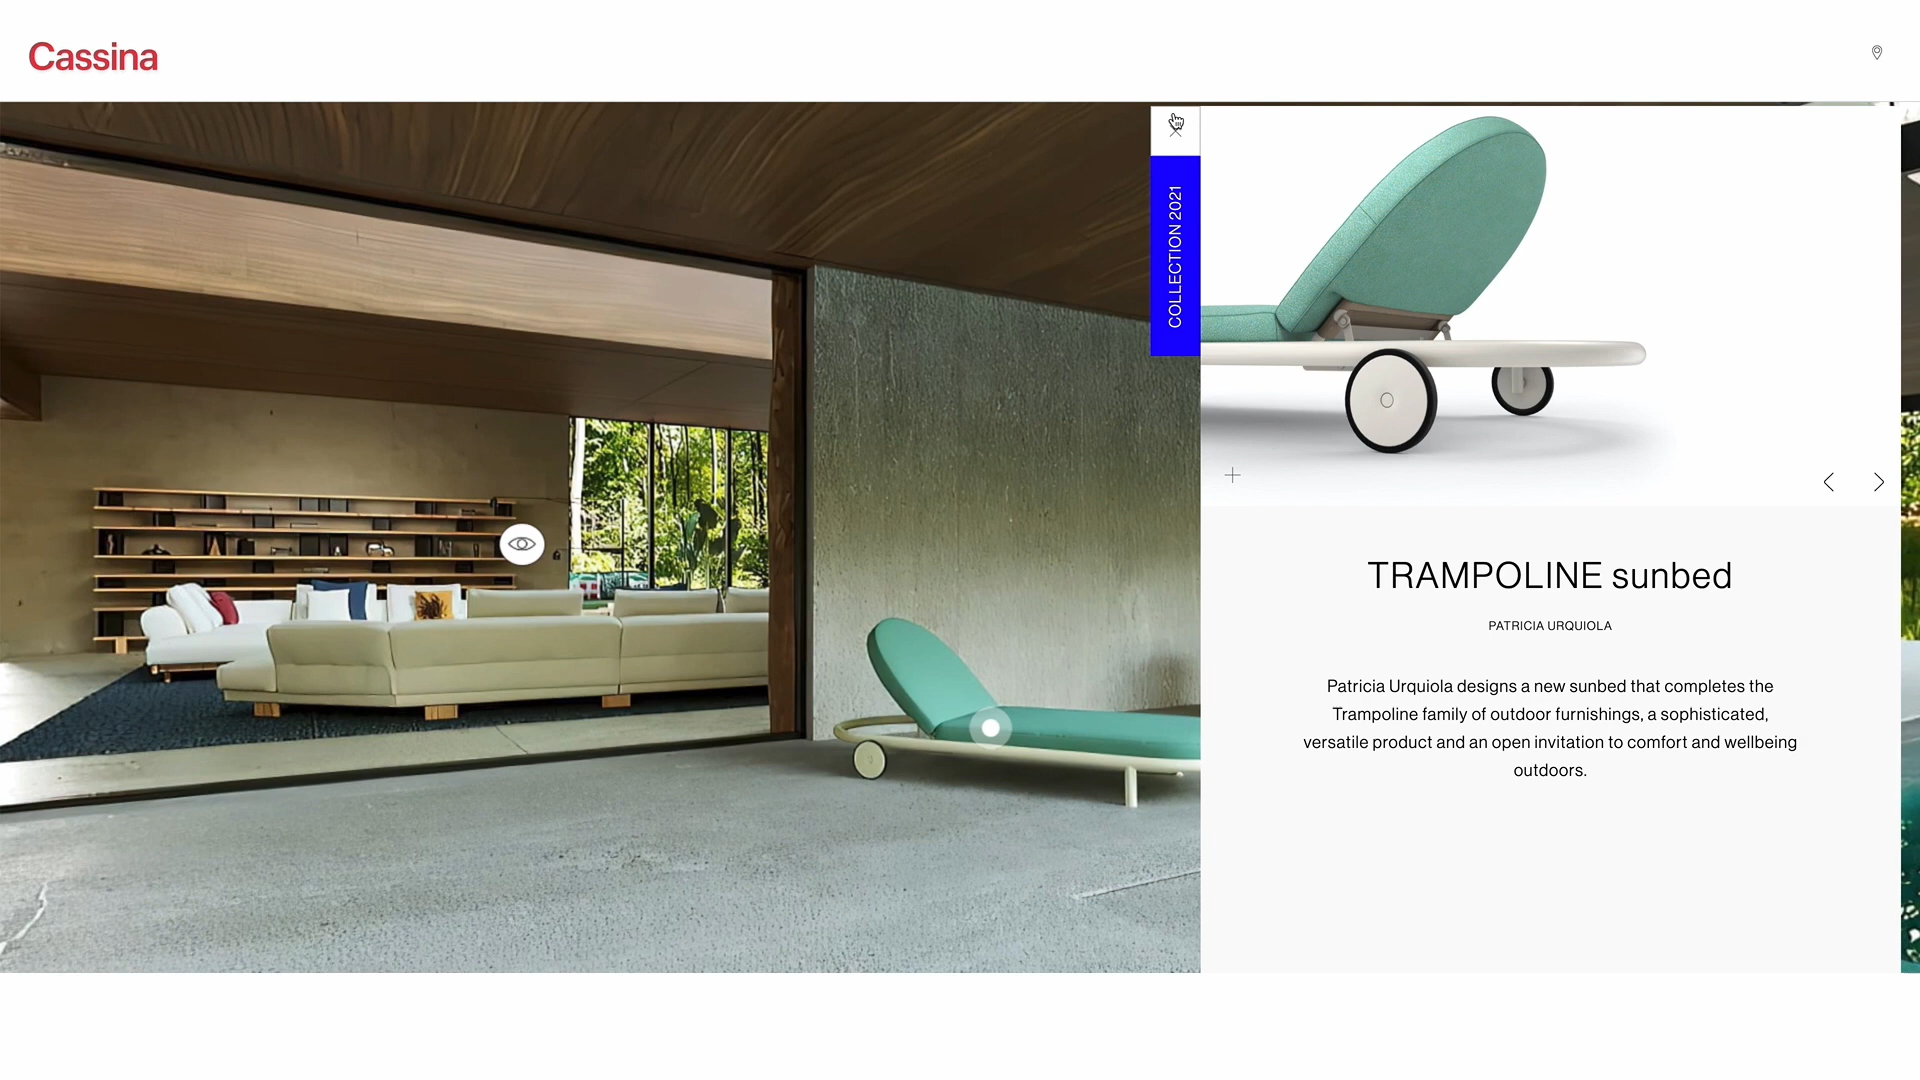 Cassina
COLLECTION 2021
TRAMPOLINE sunbed
PATRICIA URQUIOLA
Patricia Urquiola designs a new sunbed that completes the
Trampoline family of outdoor furnishings, a sophisticated,
versatile product and an open invitation to comfort and wellbeing
outdoors.